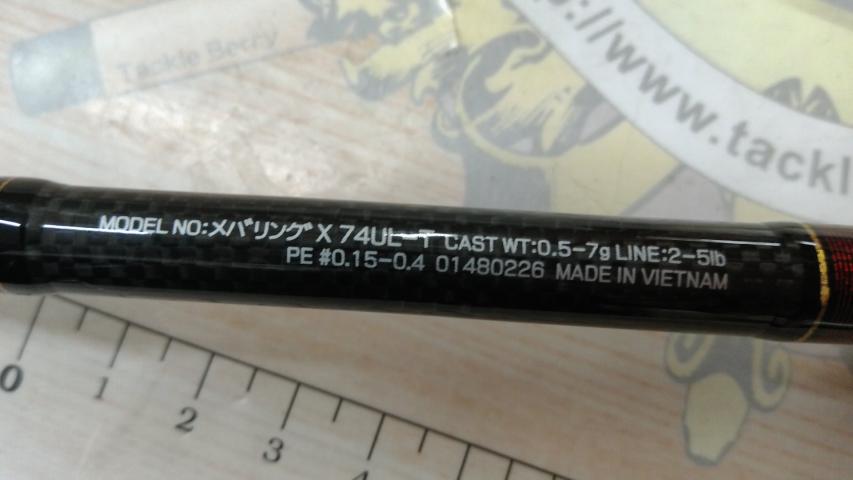 Tackle Berry
://www.tackl
MODEL NO:メバリング X 74UL-T CAST WT:0.5-7g LINE:2-5lb
PE #0.15-0.4 01480226 MADE IN VIETNAM
0 1 2 3 4